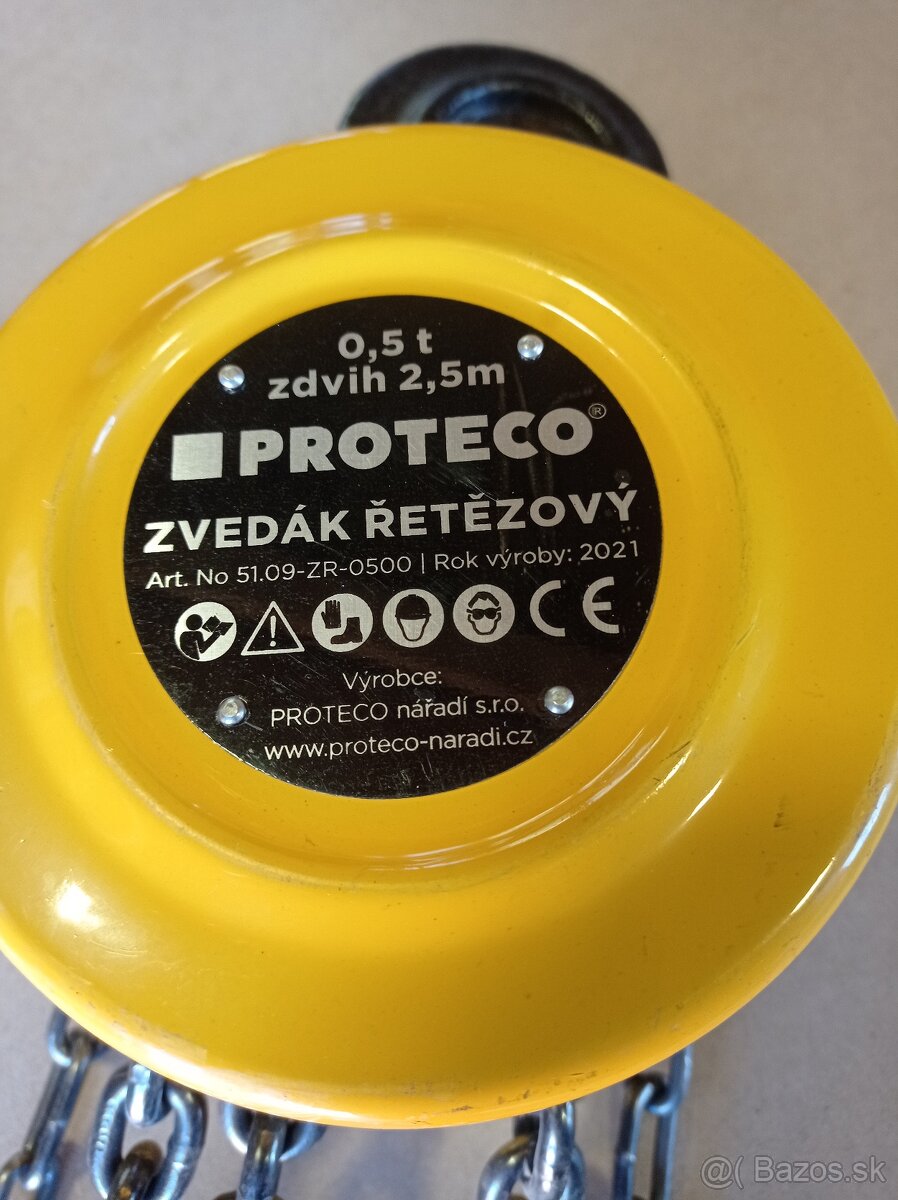 0,5 t
zdvih 2,5m
PROTECO®
ZVEDÁK ŘETĚZOVÝ
Art. No 51.09-ZR-0500 | Rok výroby: 2021
CE
Výrobce:
PROTECO nářadí s.r.o.
www.proteco-naradi.cz
@( Bazos.sk